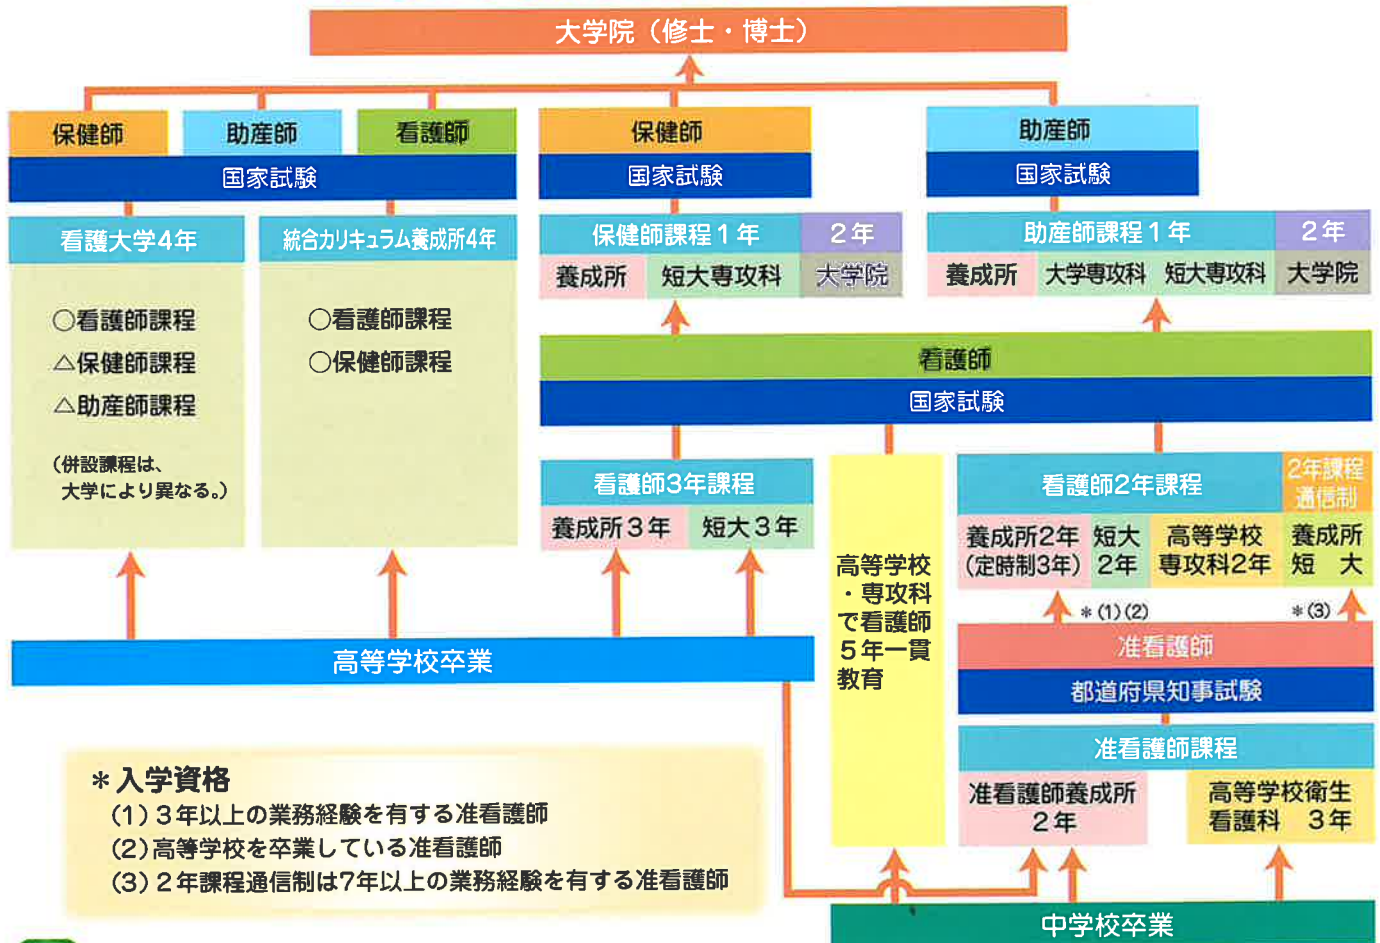 大学院（修士・博士）
保健師
助産師
看護師
国家試験
保健師
国家試験
助産師
国家試験
看護大学4年
○看護師課程
△保健師課程
△助産師課程
（併設課程は、
大学により異なる。）
統合カリキュラム養成所4年
○看護師課程
○保健師課程
保健師課程１年
２年
養成所
短大専攻科
大学院
助産師課程１年
２年
養成所
大学専攻科
短大専攻科
大学院
看護師
国家試験
看護師3年課程
養成所３年
短大３年
高等学校
・専攻科
で看護師
５年一貫
教育
看護師2年課程
2年課程
通信制
養成所2年
（定時制3年）
短大
2年
高等学校
専攻科2年
養成所
短　大
＊(1)(2)
＊(3)
准看護師
都道府県知事試験
准看護師課程
准看護師養成所
２年
高等学校衛生
看護科　３年
高等学校卒業
中学校卒業
＊入学資格
(1)３年以上の業務経験を有する准看護師
(2)高等学校を卒業している准看護師
(3)２年課程通信制は7年以上の業務経験を有する准看護師